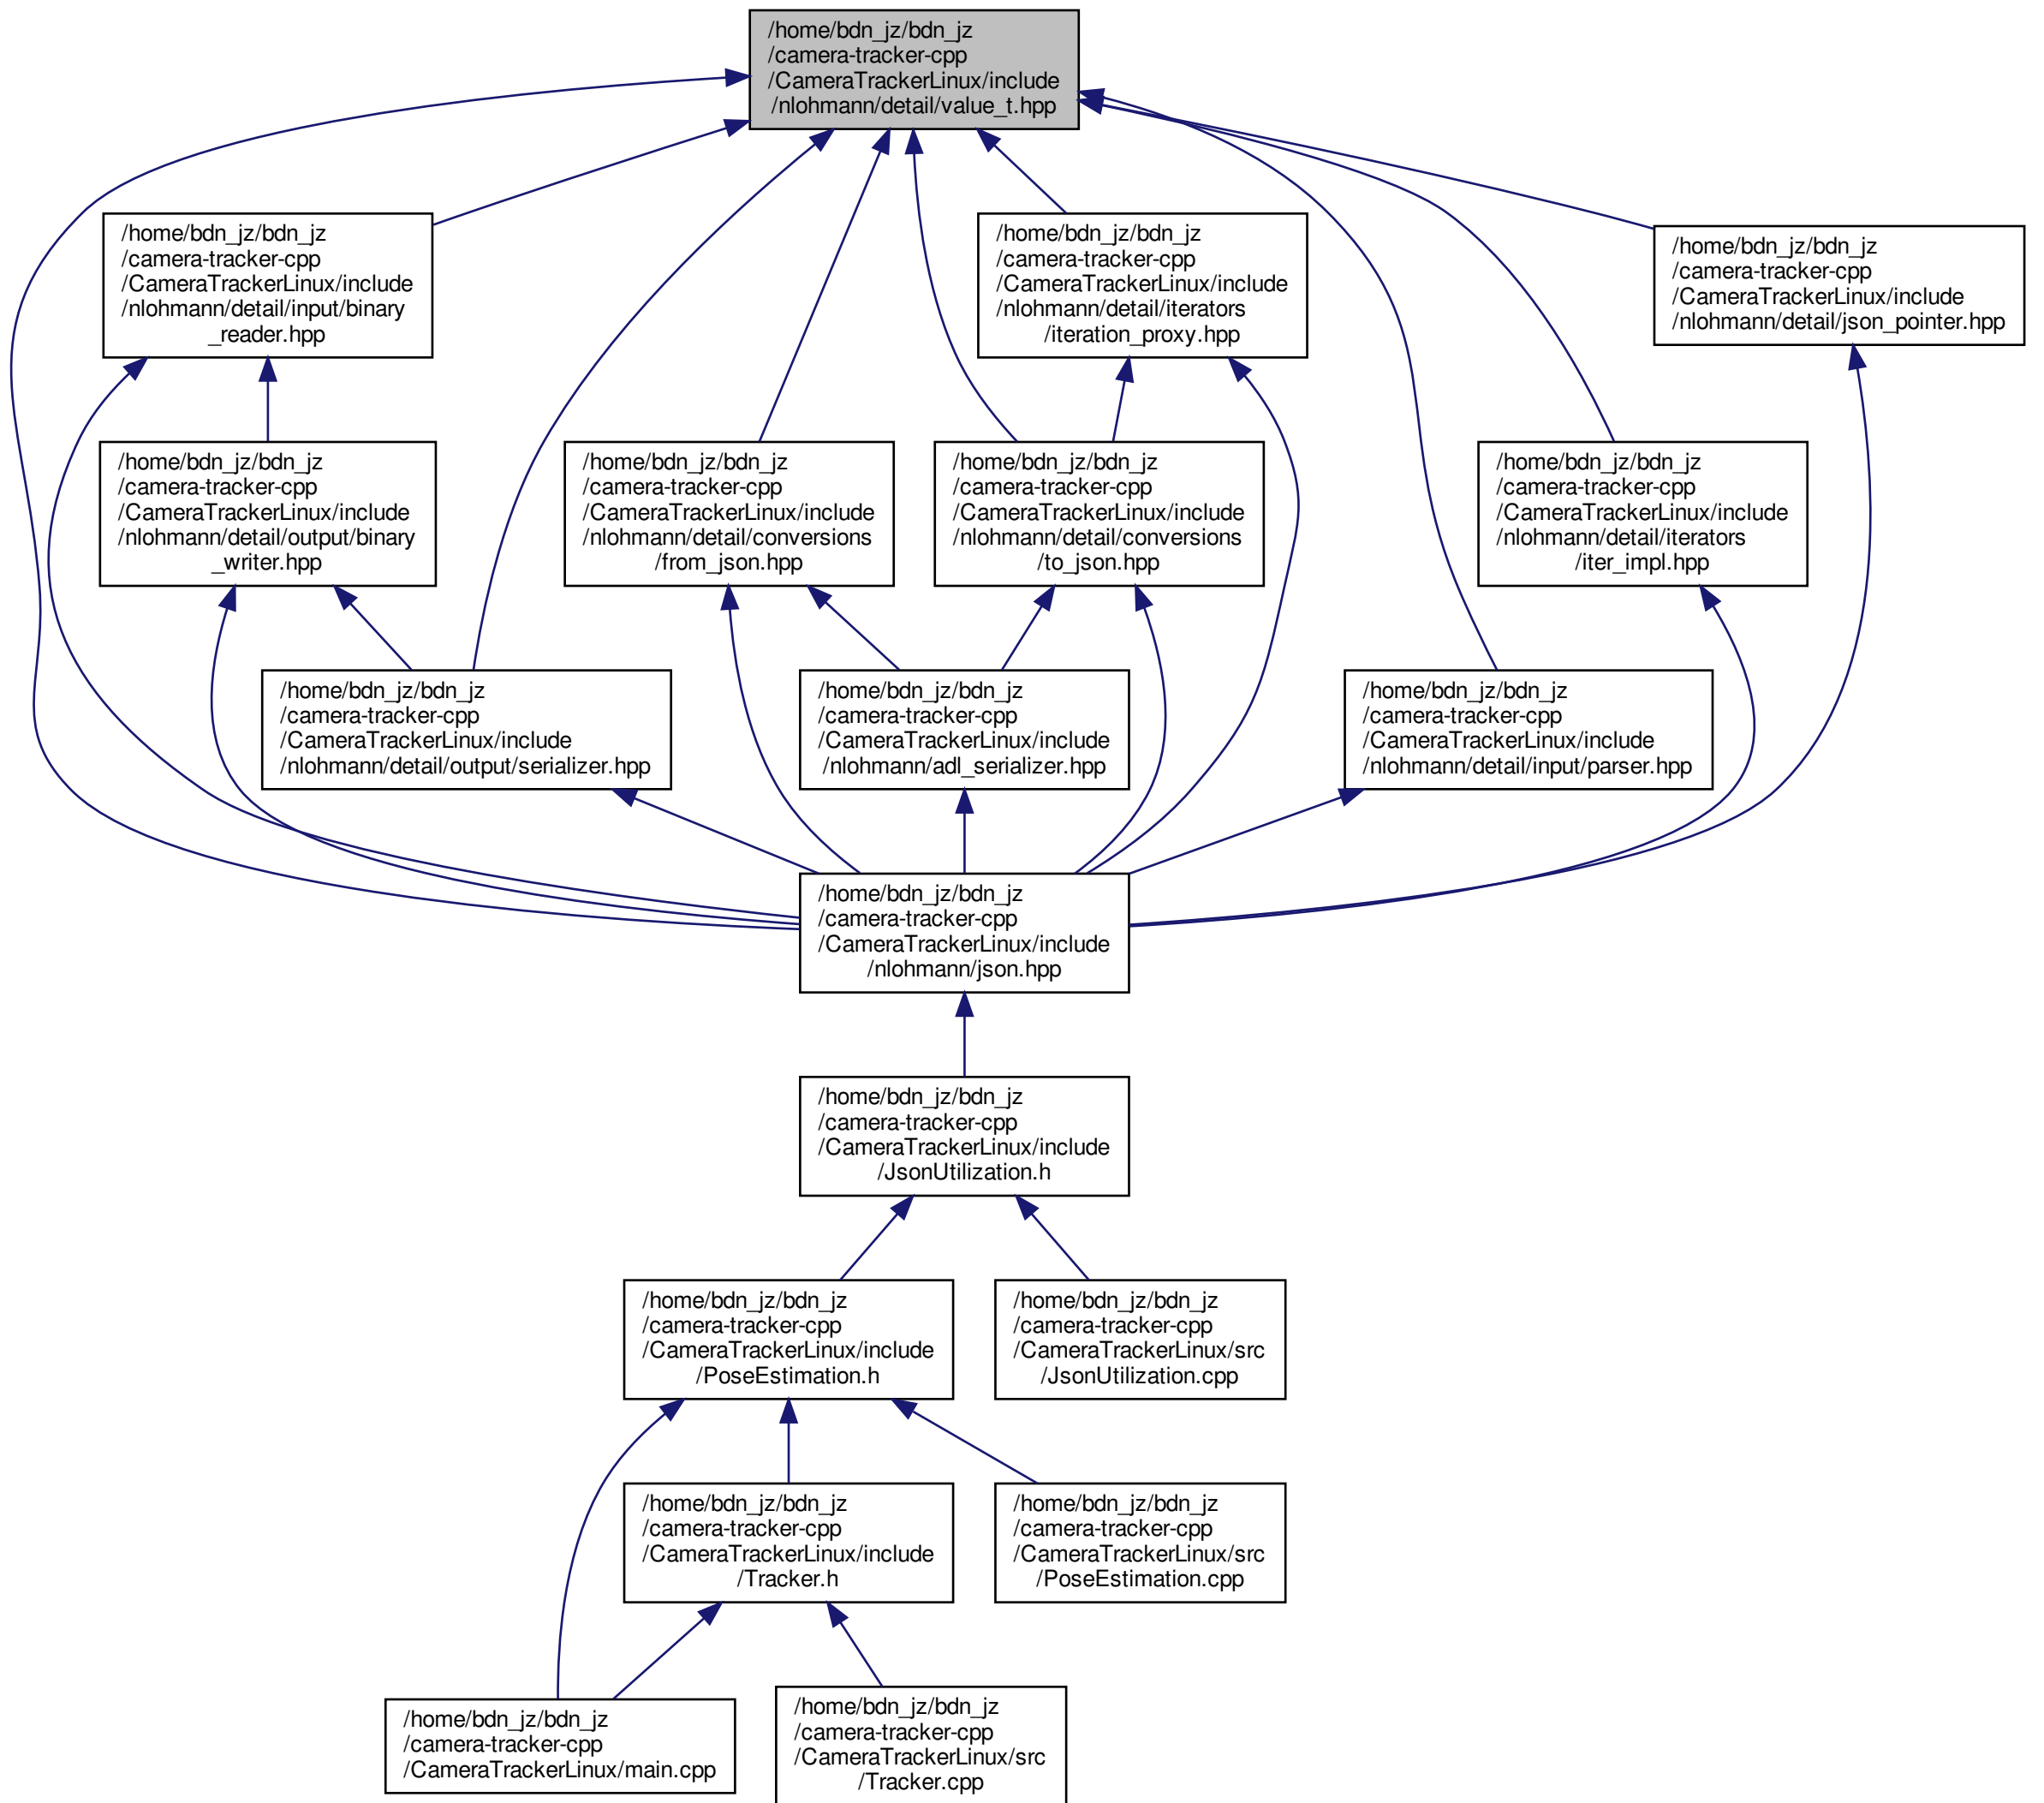 /home/bdn_jz/bdn_jz
/camera-tracker-cpp
/CameraTrackerLinux/include
/nlohmann/detail/value_t.hpp
/home/bdn_jz/bdn_jz
/camera-tracker-cpp
/CameraTrackerLinux/include
/nlohmann/detail/input/binary
_reader.hpp
/home/bdn_jz/bdn_jz
/camera-tracker-cpp
/CameraTrackerLinux/include
/nlohmann/detail/iterators
/iteration_proxy.hpp
/home/bdn_jz/bdn_jz
/camera-tracker-cpp
/CameraTrackerLinux/include
/nlohmann/detail/json_pointer.hpp
/home/bdn_jz/bdn_jz
/camera-tracker-cpp
/CameraTrackerLinux/include
/nlohmann/detail/output/binary
_writer.hpp
/home/bdn_jz/bdn_jz
/camera-tracker-cpp
/CameraTrackerLinux/include
/nlohmann/detail/conversions
/from_json.hpp
/home/bdn_jz/bdn_jz
/camera-tracker-cpp
/CameraTrackerLinux/include
/nlohmann/detail/conversions
/to_json.hpp
/home/bdn_jz/bdn_jz
/camera-tracker-cpp
/CameraTrackerLinux/include
/nlohmann/detail/iterators
/iter_impl.hpp
/home/bdn_jz/bdn_jz
/camera-tracker-cpp
/CameraTrackerLinux/include
/nlohmann/detail/output/serializer.hpp
/home/bdn_jz/bdn_jz
/camera-tracker-cpp
/CameraTrackerLinux/include
/nlohmann/adl_serializer.hpp
/home/bdn_jz/bdn_jz
/camera-tracker-cpp
/CameraTrackerLinux/include
/nlohmann/detail/input/parser.hpp
/home/bdn_jz/bdn_jz
/camera-tracker-cpp
/CameraTrackerLinux/include
/nlohmann/json.hpp
/home/bdn_jz/bdn_jz
/camera-tracker-cpp
/CameraTrackerLinux/include
/JsonUtilization.h
/home/bdn_jz/bdn_jz
/camera-tracker-cpp
/CameraTrackerLinux/include
/PoseEstimation.h
/home/bdn_jz/bdn_jz
/camera-tracker-cpp
/CameraTrackerLinux/src
/JsonUtilization.cpp
/home/bdn_jz/bdn_jz
/camera-tracker-cpp
/CameraTrackerLinux/include
/Tracker.h
/home/bdn_jz/bdn_jz
/camera-tracker-cpp
/CameraTrackerLinux/src
/PoseEstimation.cpp
/home/bdn_jz/bdn_jz
/camera-tracker-cpp
/CameraTrackerLinux/main.cpp
/home/bdn_jz/bdn_jz
/camera-tracker-cpp
/CameraTrackerLinux/src
/Tracker.cpp